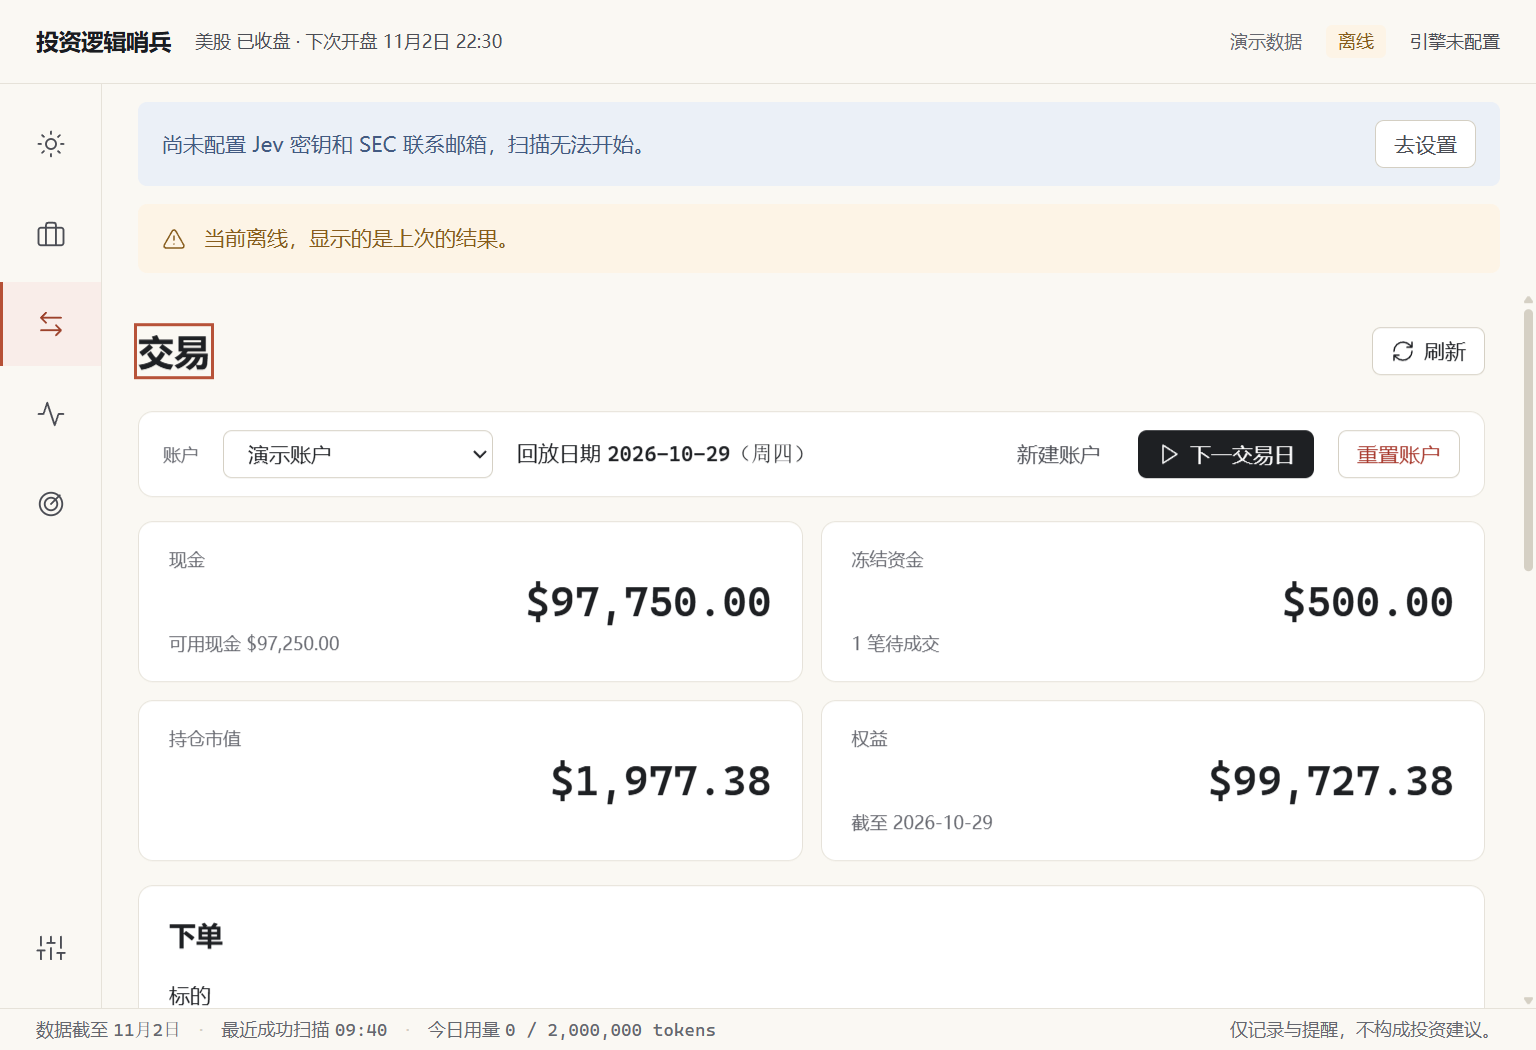 投资逻辑哨兵 美股 已收盘 · 下次开盘 11月2日 22:30 演示数据 离线 引擎未配置
尚未配置 Jev 密钥和 SEC 联系邮箱，扫描无法开始。 去设置
当前离线，显示的是上次的结果。
交易 刷新
账户 演示账户 回放日期 2026-10-29（周四） 新建账户 下一交易日 重置账户
现金
$97,750.00
可用现金 $97,250.00
冻结资金
$500.00
1 笔待成交
持仓市值
$1,977.38
权益
$99,727.38
截至 2026-10-29
下单
标的
数据截至 11月2日 · 最近成功扫描 09:40 · 今日用量 0 / 2,000,000 tokens 仅记录与提醒，不构成投资建议。